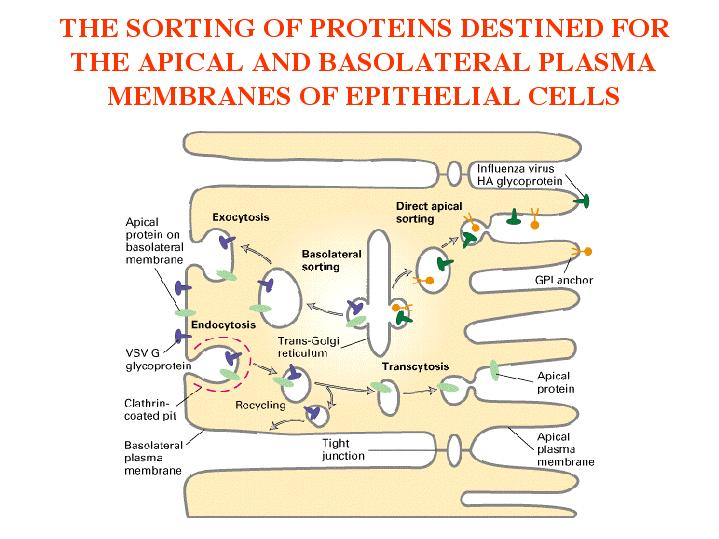 THE SORTING OF PROTEINS DESTINED FOR
THE APICAL AND BASOLATERAL PLASMA
MEMBRANES OF EPITHELIAL CELLS
Influenza virus
HA glycoprotein
Direct apical
sorting
Exocytosis
Apical
protein on
basolateral
membrane
Basolateral
sorting
GPI anchor
Endocytosis
Trans-Golgi
reticulum
VSV G
glycoprotein
Transcytosis
Apical
protein
Clathrin-
coated pit
Recycling
Basolateral
plasma
membrane
Tight
junction
Apical
plasma
membrane